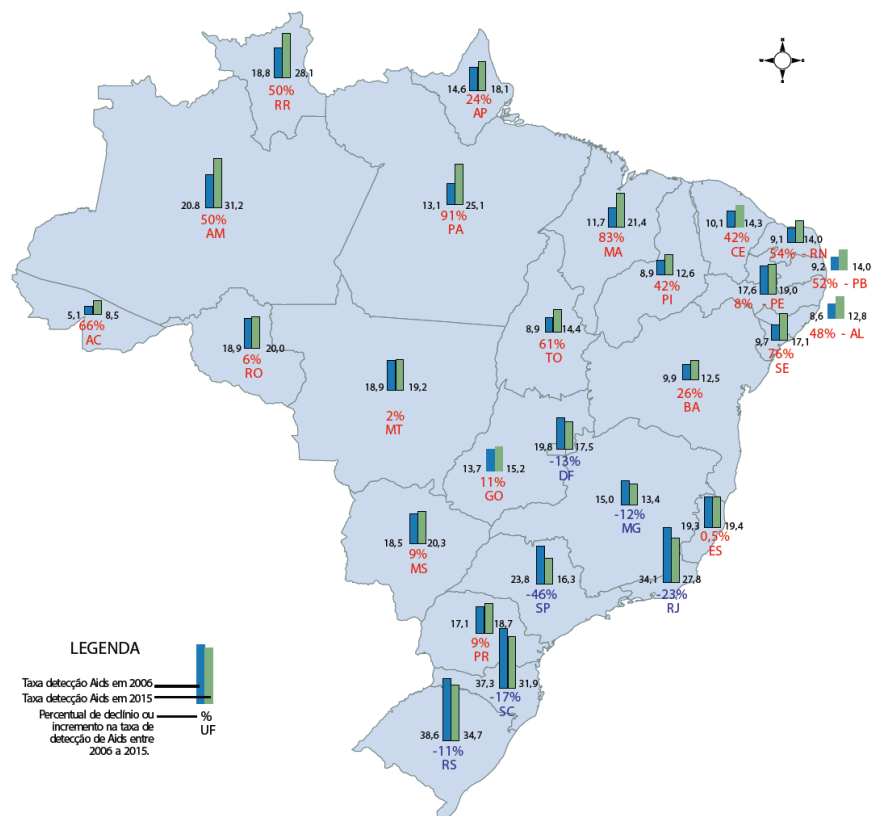 18,8 28,1
50%
RR
14,6 18,1
24%
AP
20.8 31,2
50%
AM
13,1 25,1
91%
PA
11,7 21,4
83%
MA
10,1 14,3
42%
CE
9,1 14,0
54% - RN
9,2 14,0
52% - PB
8,9 12,6
42%
PI
17,6 19,0
8% - PE
8,6 12,8
48% - AL
9,7 17,1
76%
SE
5,1 8,5
66%
AC
18,9 20,0
6%
RO
8,9 14,4
61%
TO
18,9 19,2
2%
MT
9,9 12,5
26%
BA
19,8 17,5
-13%
DF
13,7 15,2
11%
GO
15,0 13,4
-12%
MG
19,3 19,4
0,5%
ES
18,5 20,3
9%
MS
23,8 16,3
-46%
SP
34,1 27,8
-23%
RJ
17,1 18,7
9%
PR
37,3 31,9
-17%
SC
38,6 34,7
-11%
RS
LEGENDA
Taxa detecção Aids em 2006
Taxa detecção Aids em 2015
Percentual de declínio ou
incremento na taxa de
detecção de Aids entre
2006 a 2015.
%
UF
N
W
E
S